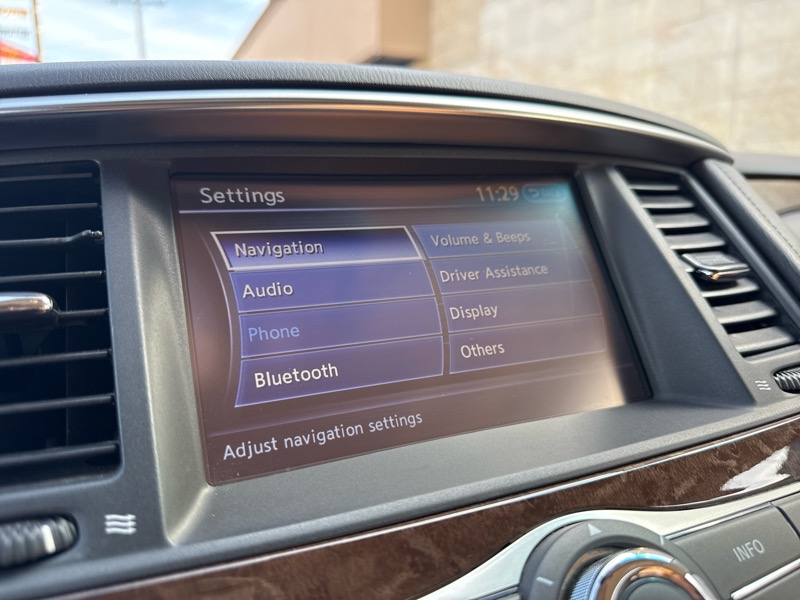 Settings
11:29
Navigation
Volume & Beeps
Audio
Driver Assistance
Phone
Display
Bluetooth
Others
Adjust navigation settings
INFO